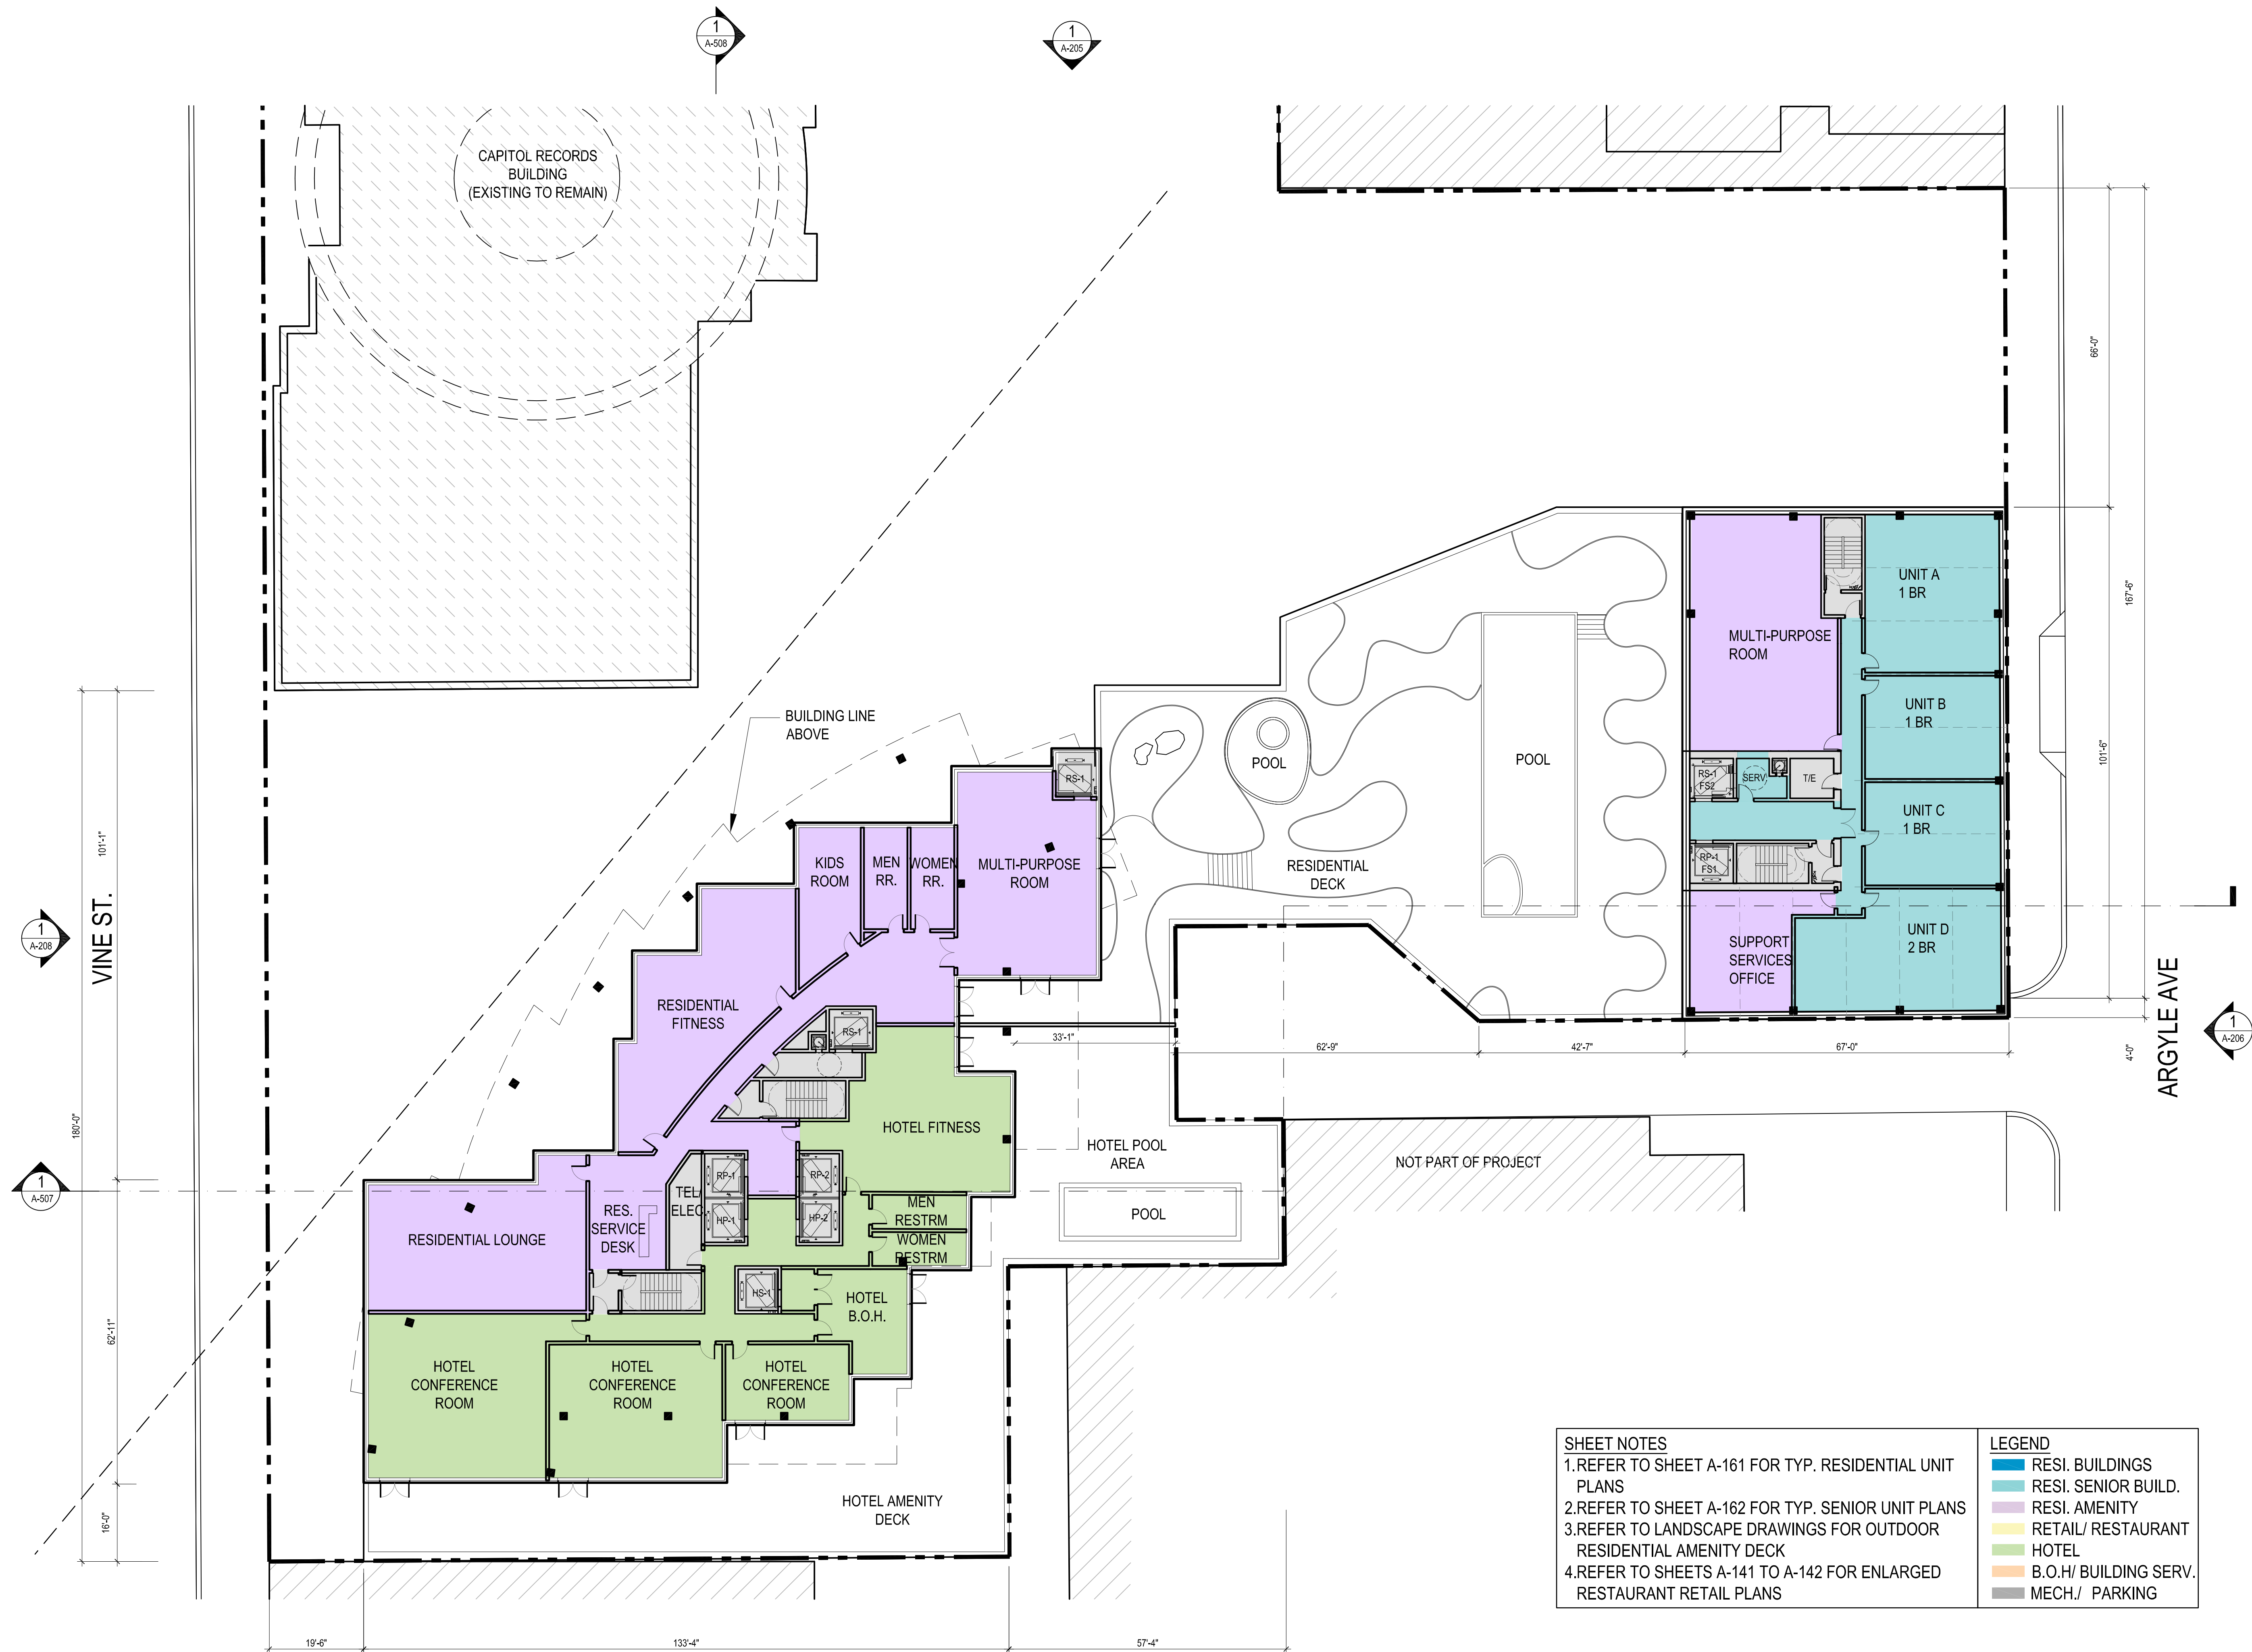 1
A-508
1
A-205
CAPITOL RECORDS
BUILDING
(EXISTING TO REMAIN)
66'-0"
167'-6"
101'-6"
4'-0"
UNIT A
1 BR
MULTI-PURPOSE
ROOM
UNIT B
1 BR
BUILDING LINE
ABOVE
RS-1
POOL
POOL
RS-1
FS2
SERV
T/E
UNIT C
1 BR
101'-1"
KIDS
ROOM
MEN
RR.
WOMEN
RR.
MULTI-PURPOSE
ROOM
RESIDENTIAL
DECK
RP-1
FS1
1
A-208
VINE ST.
SUPPORT
SERVICES
OFFICE
UNIT D
2 BR
RESIDENTIAL
FITNESS
RS-1
33'-1"
62'-9"
42'-7"
67'-0"
ARGYLE AVE
1
A-206
180'-0"
HOTEL FITNESS
HOTEL POOL
AREA
NOT PART OF PROJECT
1
A-507
RP-1
RP-2
TEL/
ELEC.
MEN
RESTRM
HP-1
HP-2
RES.
SERVICE
DESK
RESIDENTIAL LOUNGE
WOMEN
RESTRM
POOL
HS-1
HOTEL
B.O.H.
62'-11"
HOTEL
CONFERENCE
ROOM
HOTEL
CONFERENCE
ROOM
HOTEL
CONFERENCE
ROOM
16'-0"
HOTEL AMENITY
DECK
SHEET NOTES
1.REFER TO SHEET A-161 FOR TYP. RESIDENTIAL UNIT
PLANS
2.REFER TO SHEET A-162 FOR TYP. SENIOR UNIT PLANS
3.REFER TO LANDSCAPE DRAWINGS FOR OUTDOOR
RESIDENTIAL AMENITY DECK
4.REFER TO SHEETS A-141 TO A-142 FOR ENLARGED
RESTAURANT RETAIL PLANS
LEGEND
RESI. BUILDINGS
RESI. SENIOR BUILD.
RESI. AMENITY
RETAIL/ RESTAURANT
HOTEL
B.O.H/ BUILDING SERV.
MECH./ PARKING
19'-6"
133'-4"
57'-4"